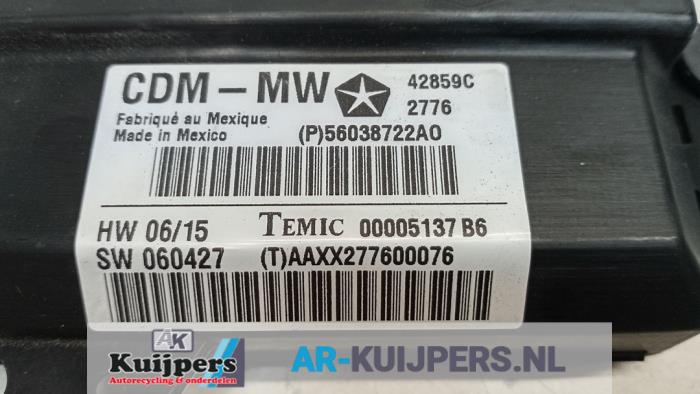 CDM-MW 42859C
2776
Fabriqué au Mexique
Made in Mexico
(P)56038722AO
HW 06/15 TEMIC 00005137 B6
SW 060427 (T)AAXX277600076
AK
Kuijpers
Autorecycling & onderdelen
AR-KUIJPERS.NL